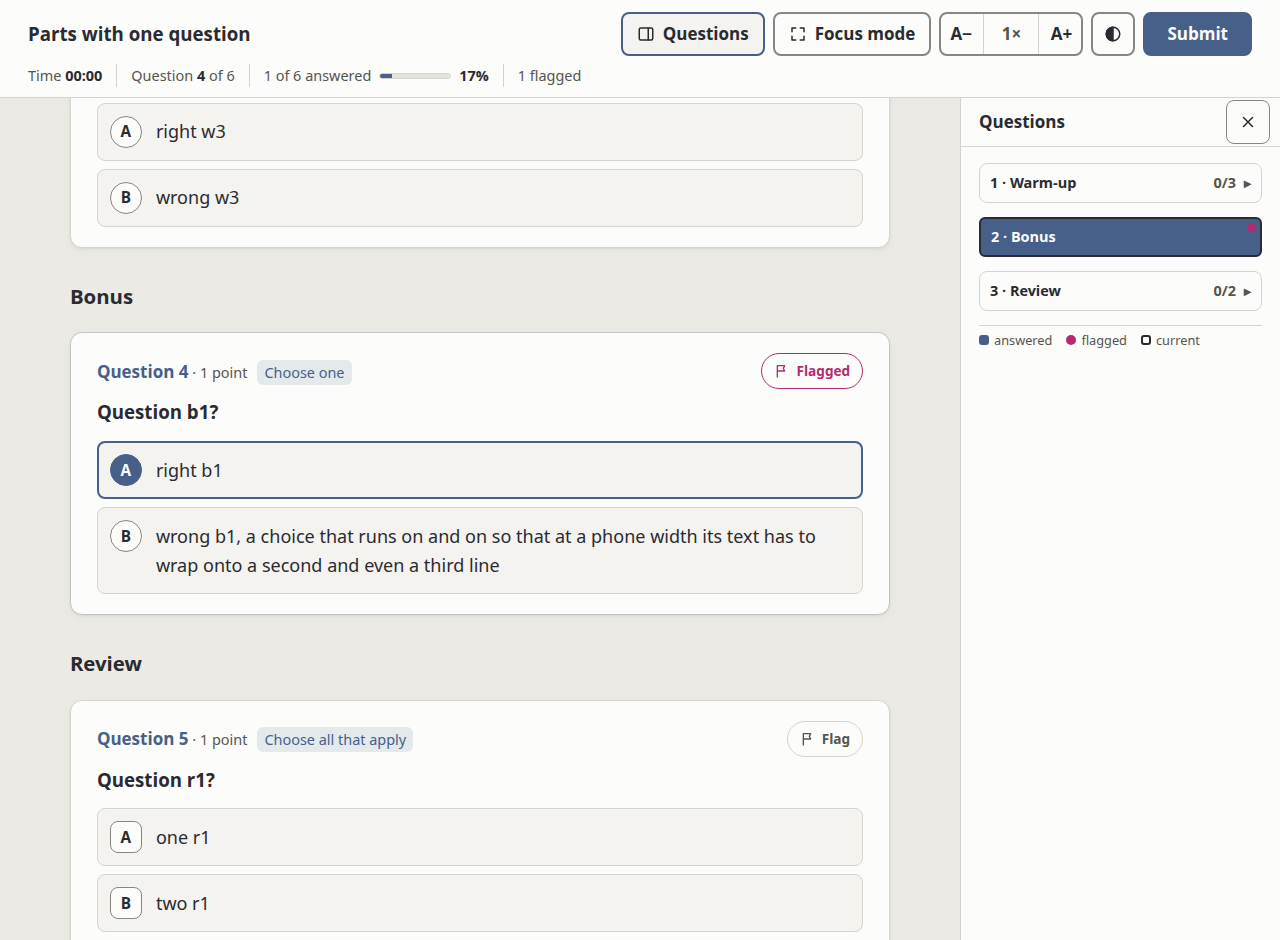 Parts with one question
Questions
Focus mode
A−
1×
A+
Submit
Time 00:00
Question 4 of 6
1 of 6 answered
17%
1 flagged
A right w3
B wrong w3
Bonus
Question 4 · 1 point Choose one
Flagged
Question b1?
A right b1
B wrong b1, a choice that runs on and on so that at a phone width its text has to
wrap onto a second and even a third line
Review
Question 5 · 1 point Choose all that apply
Flag
Question r1?
A one r1
B two r1
Questions
1 · Warm-up 0/3 ▸
2 · Bonus
3 · Review 0/2 ▸
answered flagged current